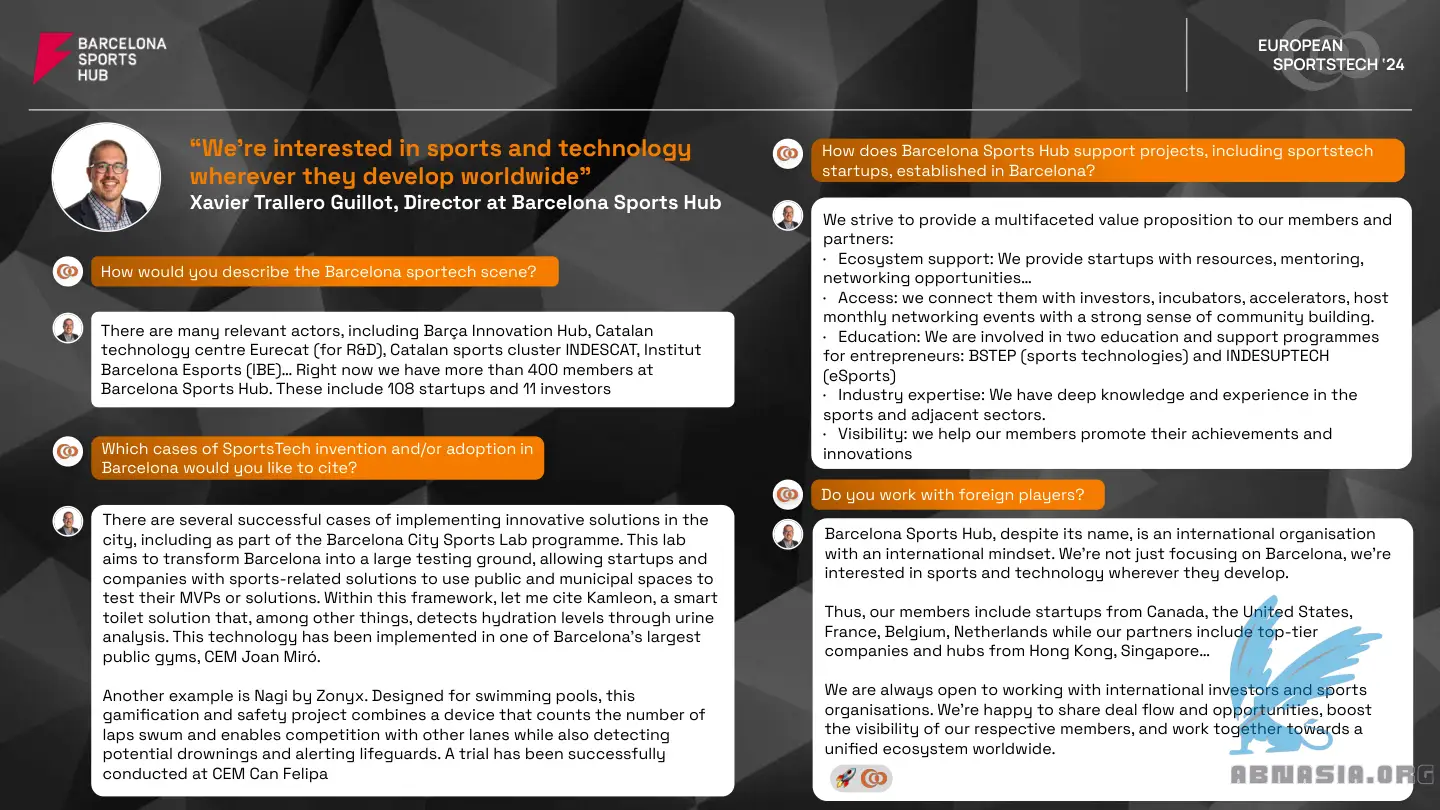 BARCELONA
SPORTS
HUB
EUROPEAN
SPORTSTECH '24
“We're interested in sports and technology
wherever they develop worldwide”
Xavier Trallero Guillot, Director at Barcelona Sports Hub
How would you describe the Barcelona sportech scene?
There are many relevant actors, including Barça Innovation Hub, Catalan
technology centre Eurecat (for R&D), Catalan sports cluster INDESCAT, Institut
Barcelona Esports (IBE)... Right now we have more than 400 members at
Barcelona Sports Hub. These include 108 startups and 11 investors
Which cases of SportsTech invention and/or adoption in
Barcelona would you like to cite?
There are several successful cases of implementing innovative solutions in the
city, including as part of the Barcelona City Sports Lab programme. This lab
aims to transform Barcelona into a large testing ground, allowing startups and
companies with sports-related solutions to use public and municipal spaces to
test their MVPs or solutions. Within this framework, let me cite Kamleon, a smart
toilet solution that, among other things, detects hydration levels through urine
analysis. This technology has been implemented in one of Barcelona's largest
public gyms, CEM Joan Miró.
Another example is Nagi by Zonyx. Designed for swimming pools, this
gamification and safety project combines a device that counts the number of
laps swum and enables competition with other lanes while also detecting
potential drownings and alerting lifeguards. A trial has been successfully
conducted at CEM Can Felipa
How does Barcelona Sports Hub support projects, including sportstech
startups, established in Barcelona?
We strive to provide a multifaceted value proposition to our members and
partners:
· Ecosystem support: We provide startups with resources, mentoring,
networking opportunities...
· Access: we connect them with investors, incubators, accelerators, host
monthly networking events with a strong sense of community building.
· Education: We are involved in two education and support programmes
for entrepreneurs: BSTEP (sports technologies) and INDESUPTECH
(eSports)
· Industry expertise: We have deep knowledge and experience in the
sports and adjacent sectors.
· Visibility: we help our members promote their achievements and
innovations
Do you work with foreign players?
Barcelona Sports Hub, despite its name, is an international organisation
with an international mindset. We're not just focusing on Barcelona, we're
interested in sports and technology wherever they develop.
Thus, our members include startups from Canada, the United States,
France, Belgium, Netherlands while our partners include top-tier
companies and hubs from Hong Kong, Singapore...
We are always open to working with international investors and sports
organisations. We're happy to share deal flow and opportunities, boost
the visibility of our respective members, and work together towards a
unified ecosystem worldwide.
ABNASIA.ORG